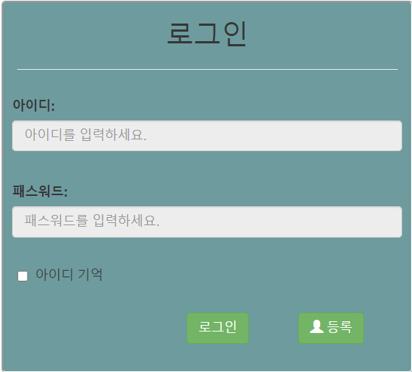 로그인
아이디:
아이디를 입력하세요.
패스워드:
패스워드를 입력하세요.
아이디 기억
로그인 등록